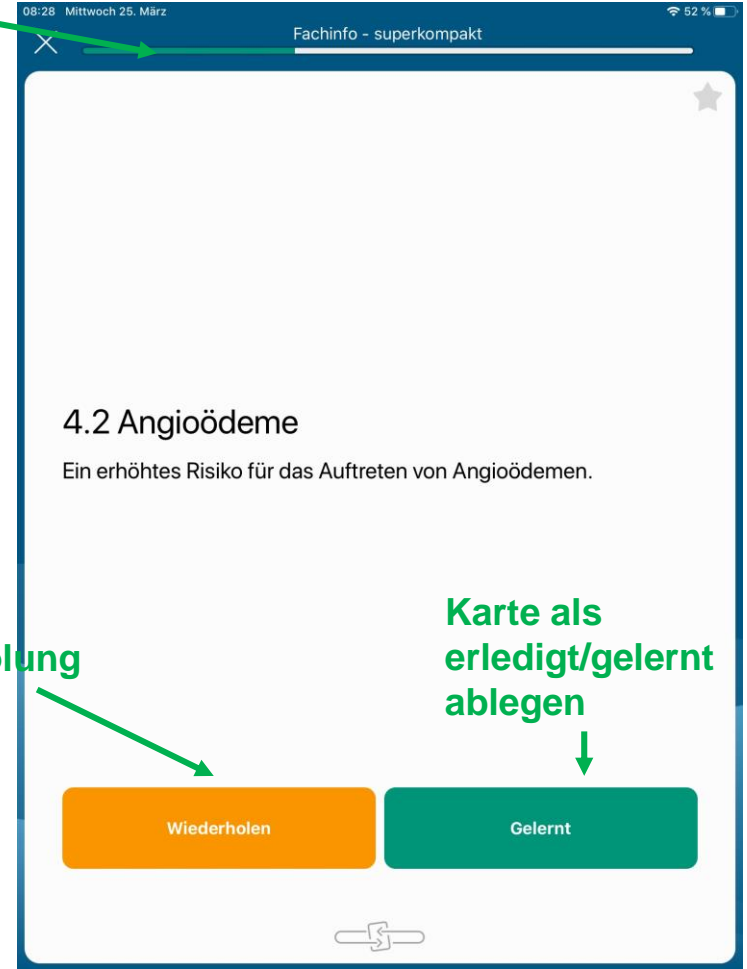 08:28 Mittwoch 25. März 52 %
Fachinfo - superkompakt
4.2 Angioödeme
Ein erhöhtes Risiko für das Auftreten von Angioödemen.
Karte als
erledigt/gelernt
ablegen
Wiederholen
Gelernt